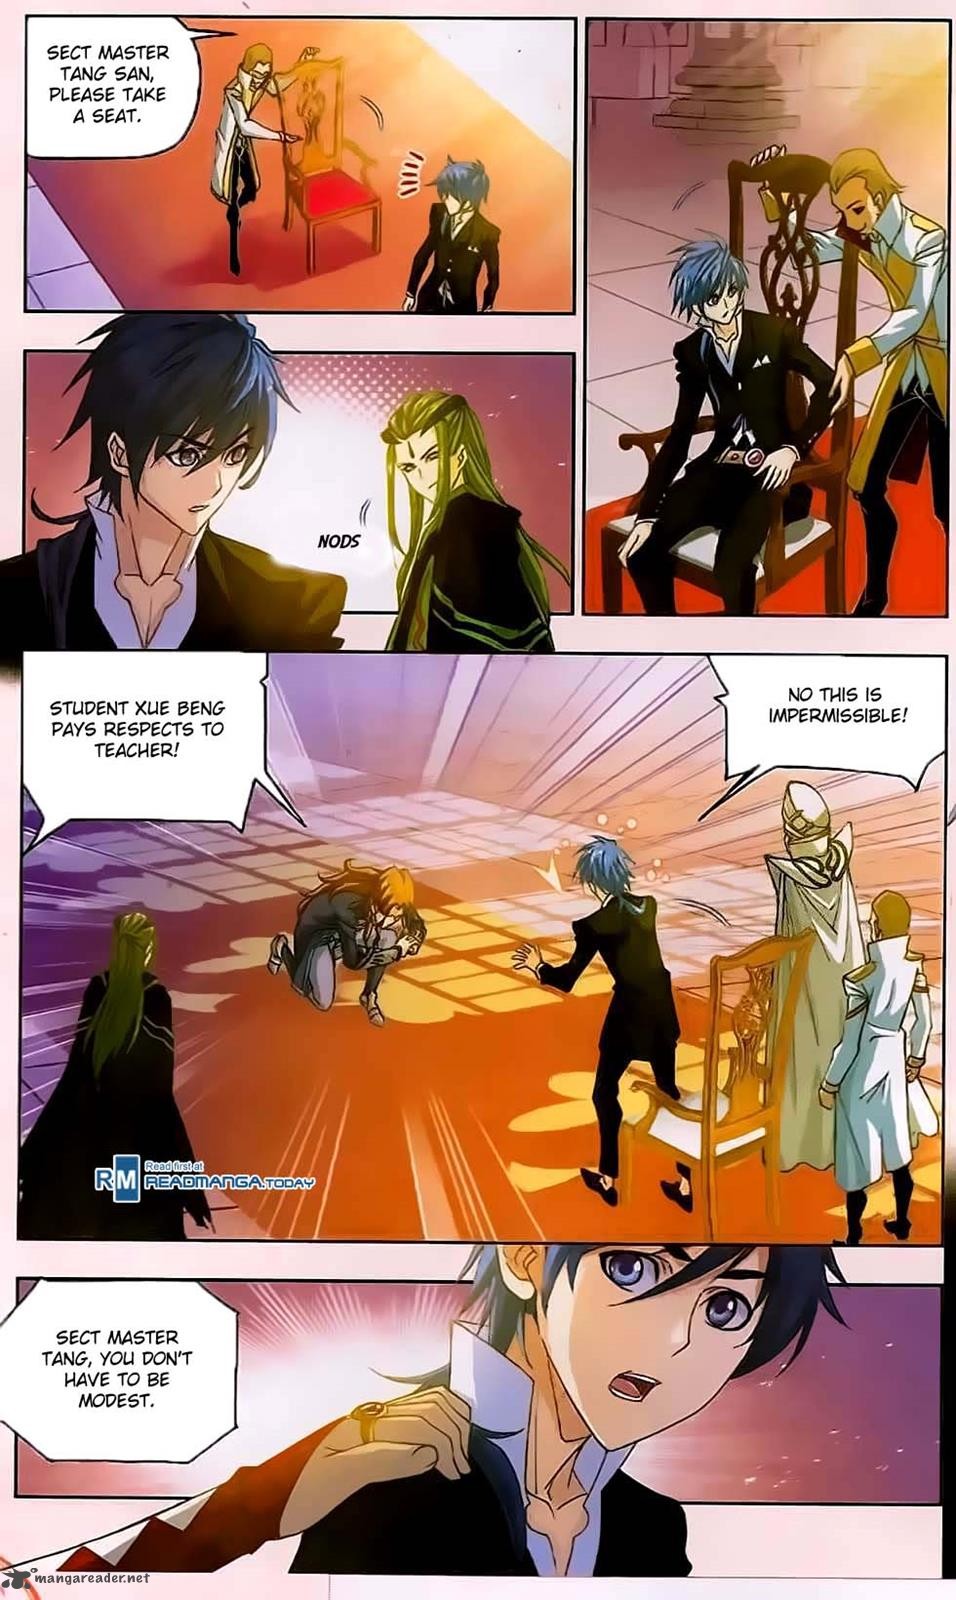 SECT MASTER
TANG SAN,
PLEASE TAKE
A SEAT.
NODS
STUDENT XUE BENG
PAYS RESPECTS TO
TEACHER!
NO THIS IS
IMPERMISSIBLE!
RM
Read first at
READMANGA.TODAY
SECT MASTER
TANG, YOU DON'T
HAVE TO BE
MODEST.
mangareader.net